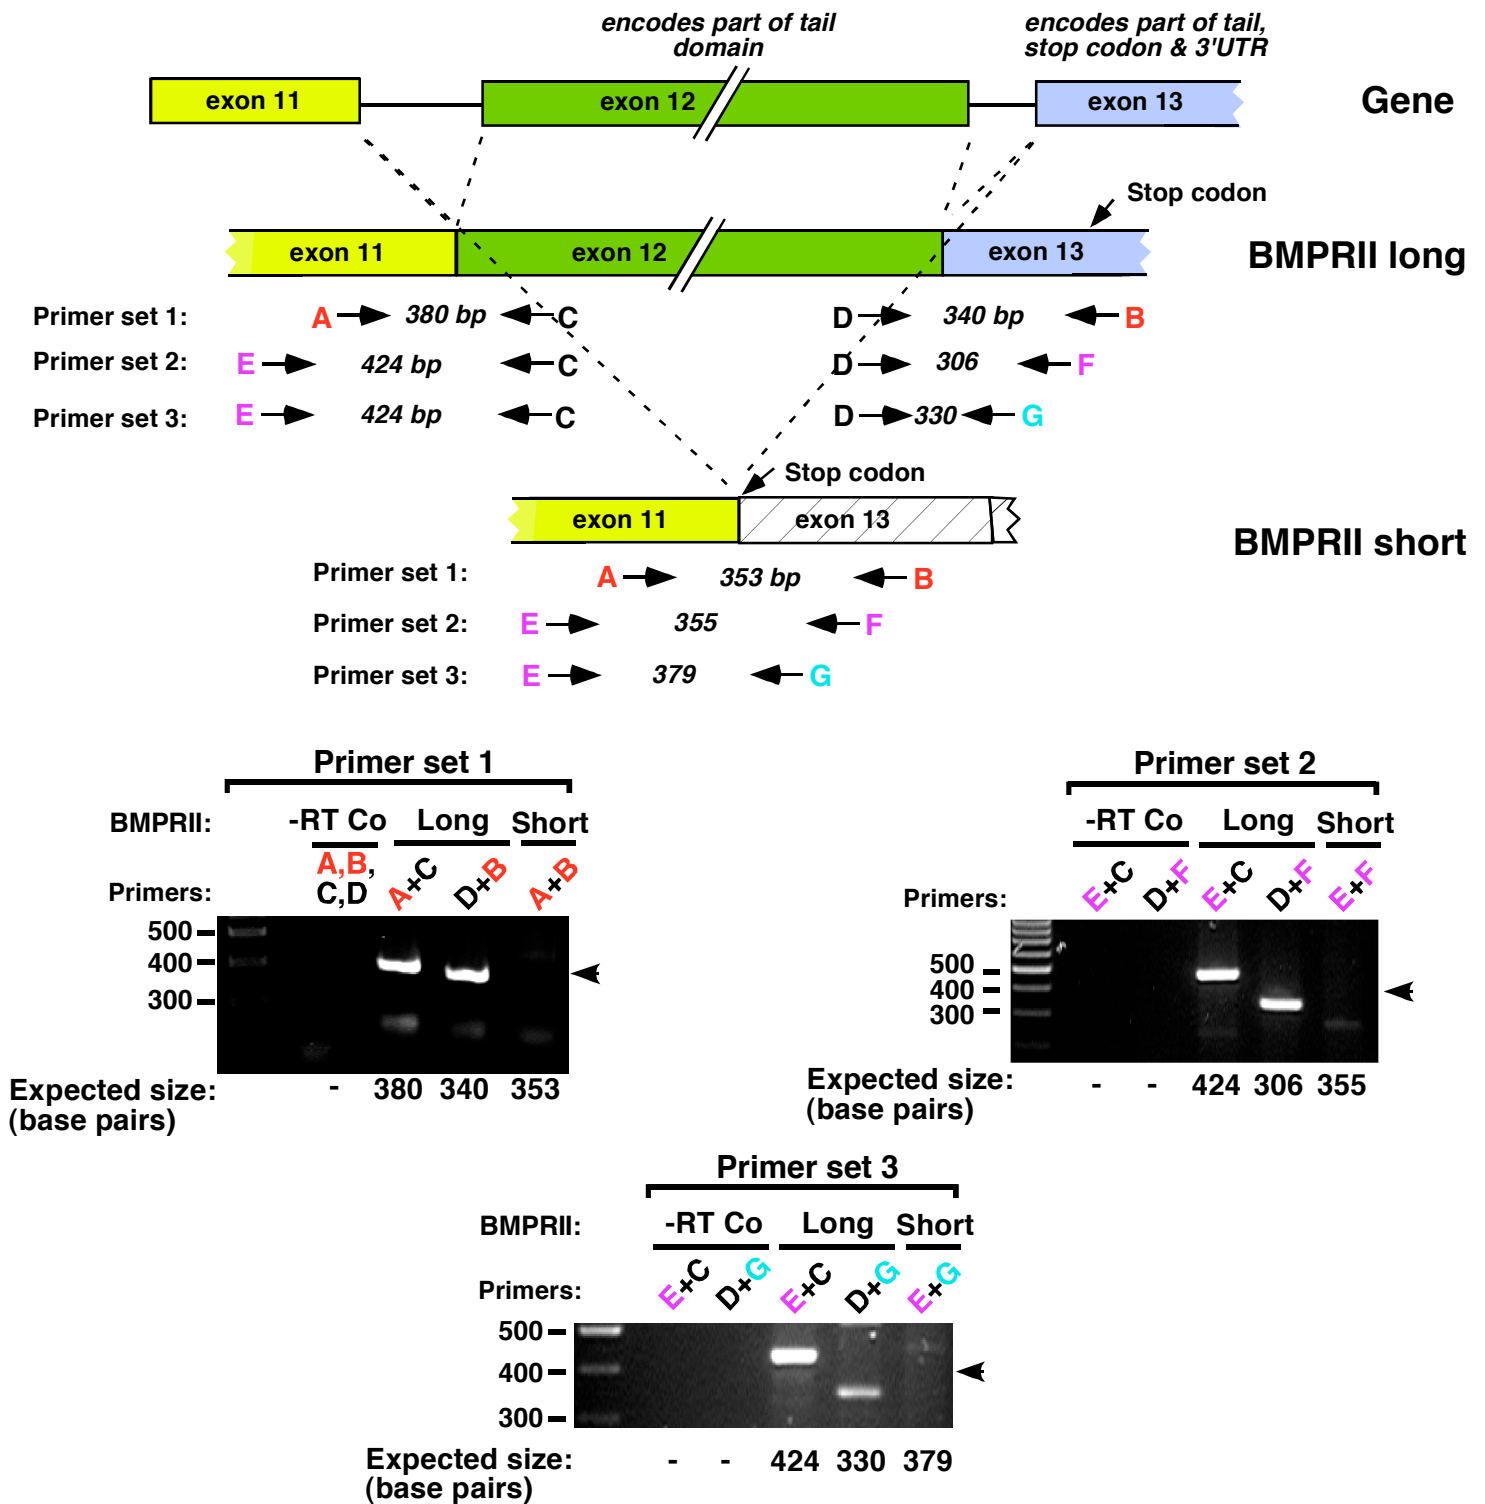 encodes part of tail
domain
encodes part of tail,
stop codon & 3'UTR
exon 11
exon 12
exon 13
Gene
Stop codon
exon 11
exon 12
exon 13
BMPRII long
Primer set 1:
A
380 bp
C
D
340 bp
B
Primer set 2:
E
424 bp
C
D
306
F
Primer set 3:
E
424 bp
C
D
330
G
Stop codon
exon 11
exon 13
BMPRII short
Primer set 1:
A
353 bp
B
Primer set 2:
E
355
F
Primer set 3:
E
379
G
Primer set 1
BMPRII:
-RT Co
Long
Short
Primers:
A,B,
C,D
A+C
D+B
A+B
500
400
300
Expected size:
(base pairs)
-
380
340
353
Primer set 2
-RT Co
Long
Short
Primers:
E+C
D+F
E+C
D+F
E+F
500
400
300
Expected size:
(base pairs)
-
-
424
306
355
Primer set 3
BMPRII:
-RT Co
Long
Short
Primers:
E+C
D+G
E+C
D+G
E+G
500
400
300
Expected size:
(base pairs)
-
-
424
330
379